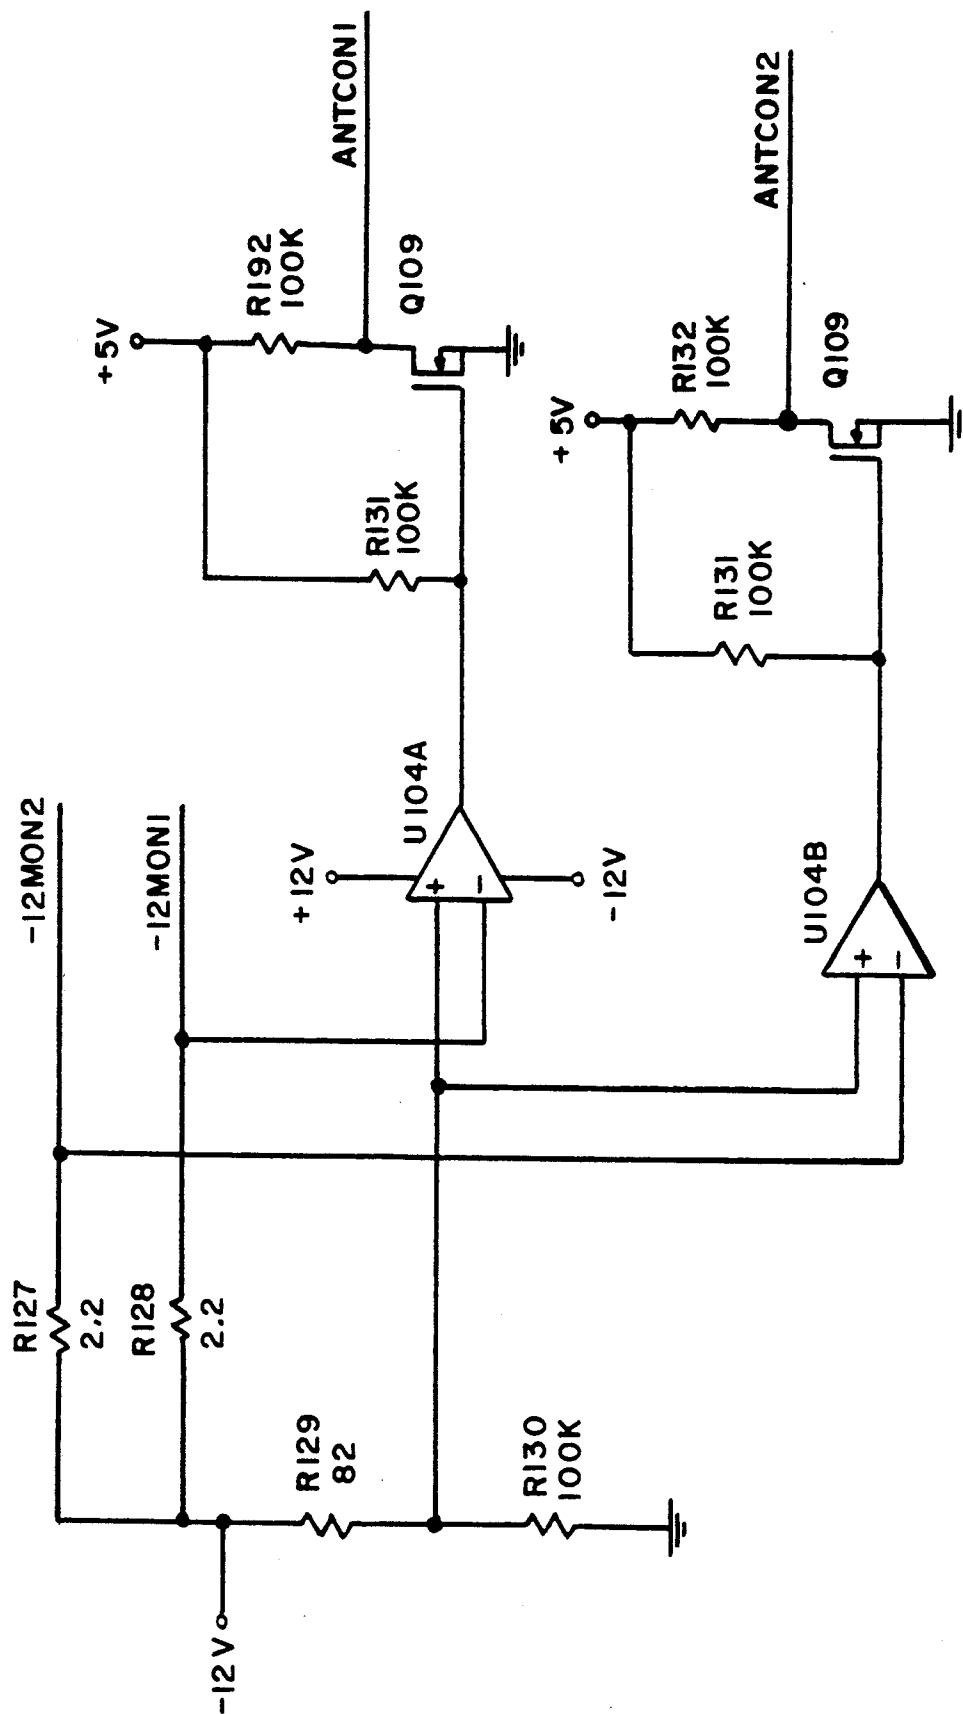 -12MON2
-12MON1
R127
2.2
R128
2.2
-12V
R129
82
R130
100K
+12V
U104A
+
-
-12V
U104B
+
-
+5V
R192
100K
ANTCON1
R131
100K
Q109
+5V
R132
100K
ANTCON2
R131
100K
Q109